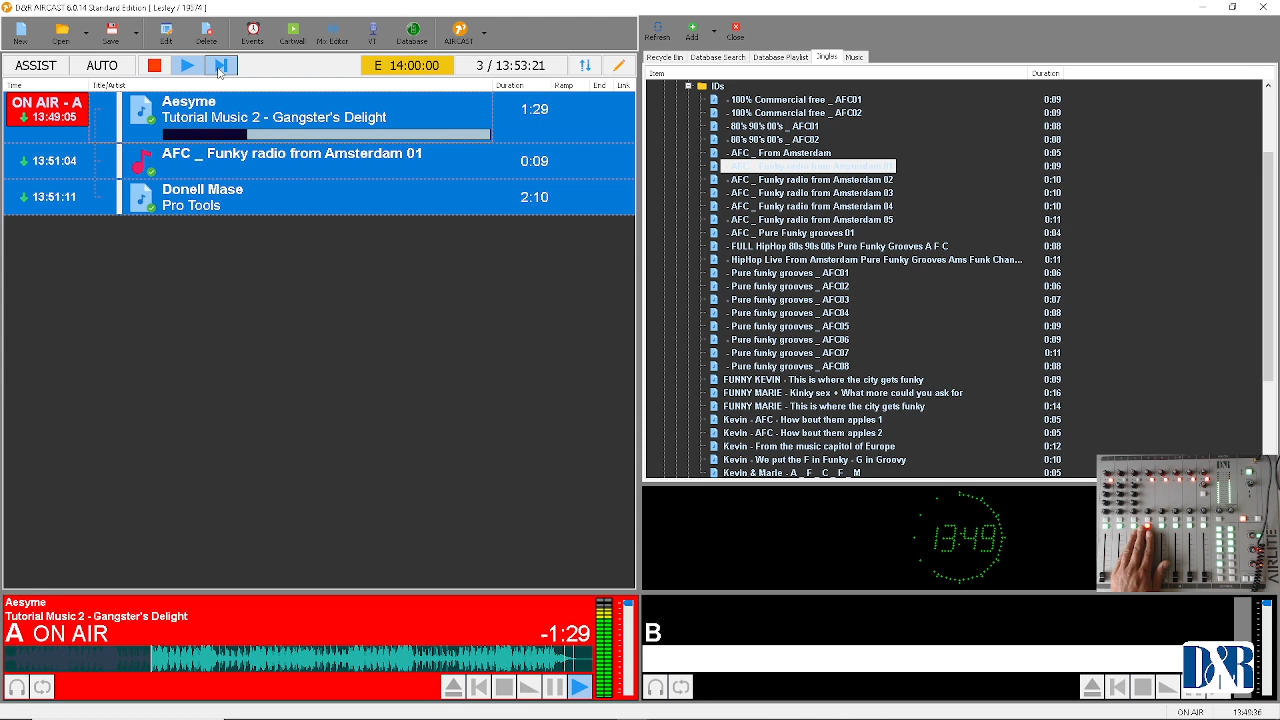 D&R AIRCAST 6.0.14 Standard Edition [ Lesley / 1957A ]
New
Open
Save
Edit
Delete
Events
Cartwall
Mix Editor
VT
Database
AIRCAST
Refresh
Add
Close
ASSIST
AUTO
E 14:00:00
3 / 13:53:21
Recycle Bin
Database Search
Database Playlist
Jingles
Music
Time
Title/Artist
Duration
Ramp
End
Link
Item
Duration
ON AIR - A
13:49:05
Aesyme
Tutorial Music 2 - Gangster's Delight
1:29
13:51:04
AFC _ Funky radio from Amsterdam 01
0:09
13:51:11
Donell Mase
Pro Tools
2:10
IDs
- 100% Commercial free _ AFC01 0:09
- 100% Commercial free _ AFC02 0:09
- 80's 90's 00's _ AFC01 0:08
- 80's 90's 00's _ AFC02 0:08
- AFC _ From Amsterdam 0:05
- AFC _ Funky radio from Amsterdam 01 0:09
- AFC _ Funky radio from Amsterdam 02 0:10
- AFC _ Funky radio from Amsterdam 03 0:10
- AFC _ Funky radio from Amsterdam 04 0:10
- AFC _ Funky radio from Amsterdam 05 0:11
- AFC _ Pure Funky grooves 01 0:04
- FULL HipHop 80s 90s 00s Pure Funky Grooves A F C 0:08
- HipHop Live From Amsterdam Pure Funky Grooves Ams Funk Chan... 0:11
- Pure funky grooves _ AFC01 0:06
- Pure funky grooves _ AFC02 0:06
- Pure funky grooves _ AFC03 0:07
- Pure funky grooves _ AFC04 0:08
- Pure funky grooves _ AFC05 0:09
- Pure funky grooves _ AFC06 0:09
- Pure funky grooves _ AFC07 0:11
- Pure funky grooves _ AFC08 0:08
FUNNY KEVIN - This is where the city gets funky 0:09
FUNNY MARIE - Kinky sex + What more could you ask for 0:16
FUNNY MARIE - This is where the city gets funky 0:14
Kevin - AFC - How bout them apples 1 0:05
Kevin - AFC - How bout them apples 2 0:05
Kevin - From the music capitol of Europe 0:12
Kevin - We put the F in Funky - G in Groovy 0:10
Kevin & Marie - A _ F _ C _ F _ M 0:05
13:49
AIRLITE
Aesyme
Tutorial Music 2 - Gangster's Delight
A ON AIR
-1:29
B
D&R
ON AIR
13:49:36